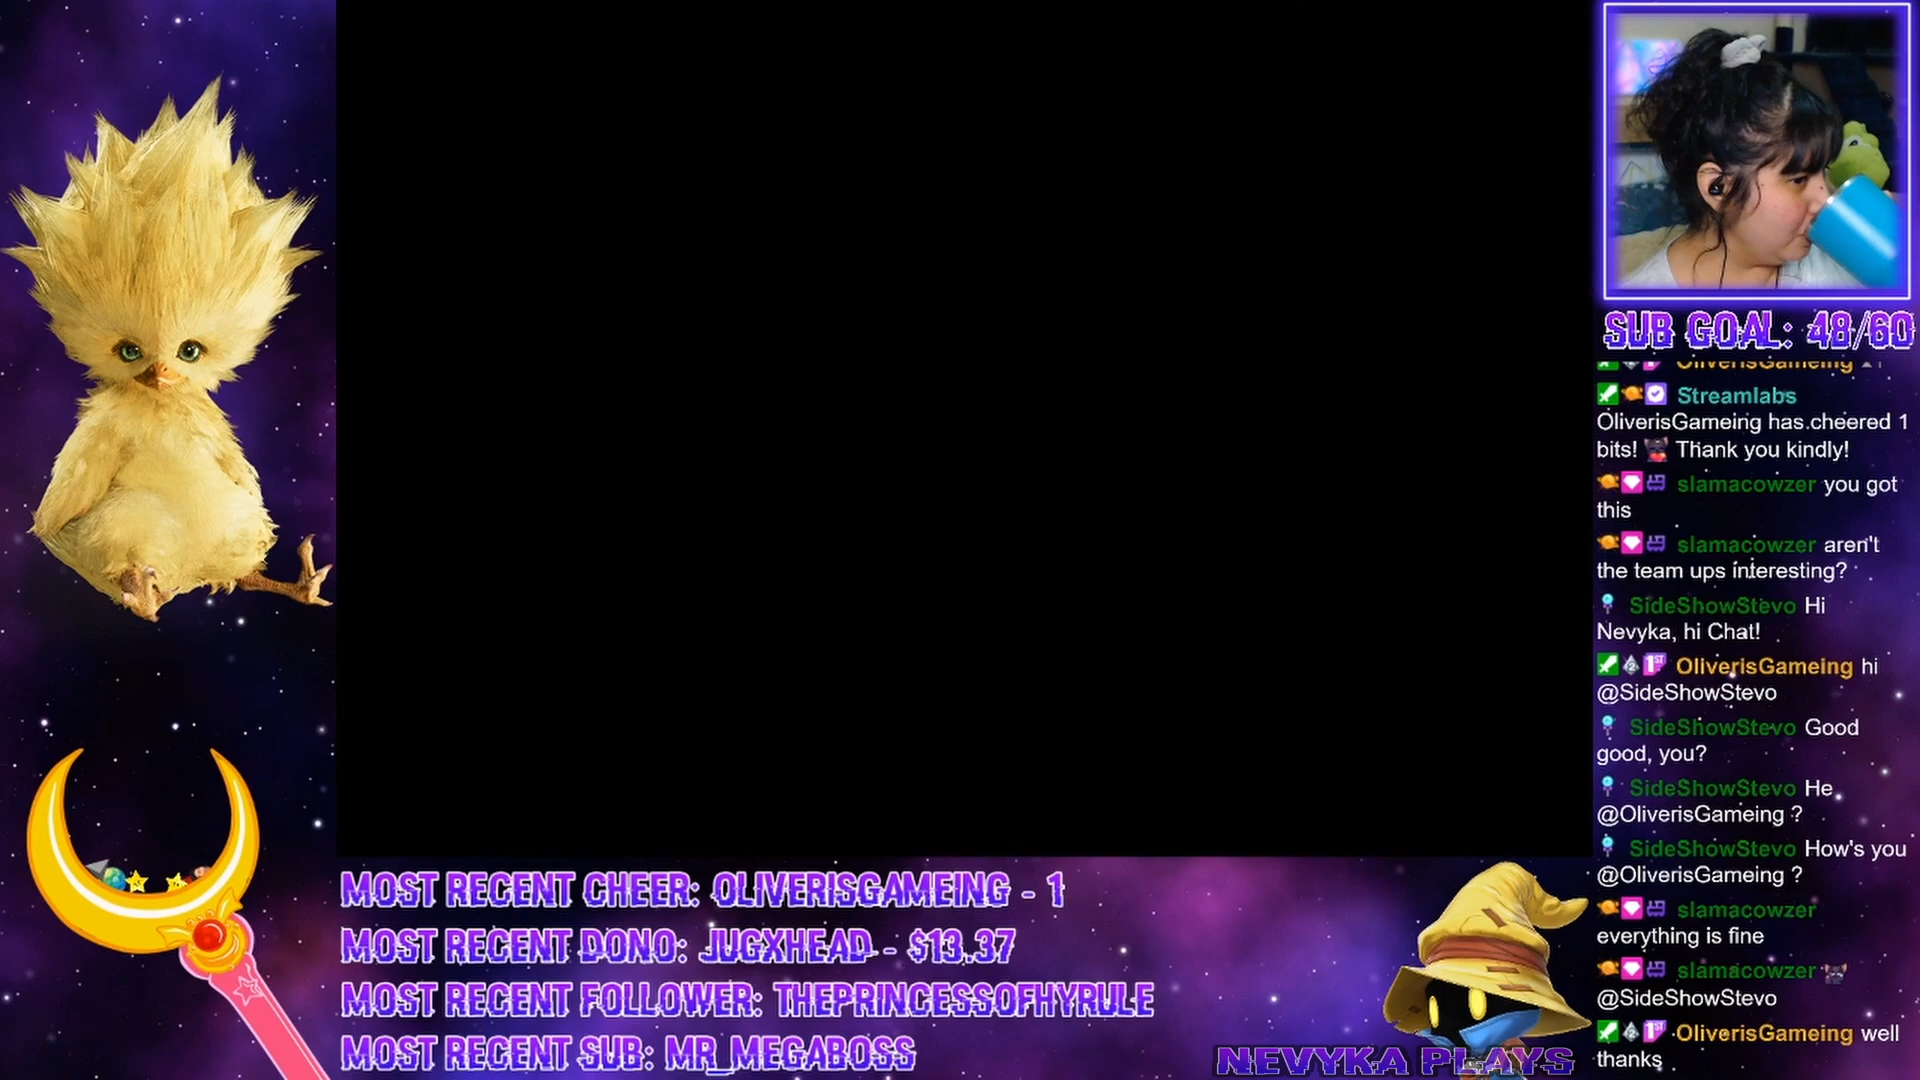 SUB GOAL: 48/60
OliverisGameing
Streamlabs
OliverisGameing has cheered 1
bits! Thank you kindly!
slamacowzer you got
this
slamacowzer aren't
the team ups interesting?
SideShowStevo Hi
Nevyka, hi Chat!
1ST OliverisGameing hi
@SideShowStevo
SideShowStevo Good
good, you?
SideShowStevo He
@OliverisGameing ?
SideShowStevo How's you
@OliverisGameing ?
slamacowzer
everything is fine
slamacowzer
@SideShowStevo
1ST OliverisGameing well
thanks
MOST RECENT CHEER: OLIVERISGAMEING - 1
MOST RECENT DONO: JUGXHEAD - $13.37
MOST RECENT FOLLOWER: THEPRINCESSOFHYRULE
MOST RECENT SUB: MR_MEGABOSS
NEVYKA PLAYS